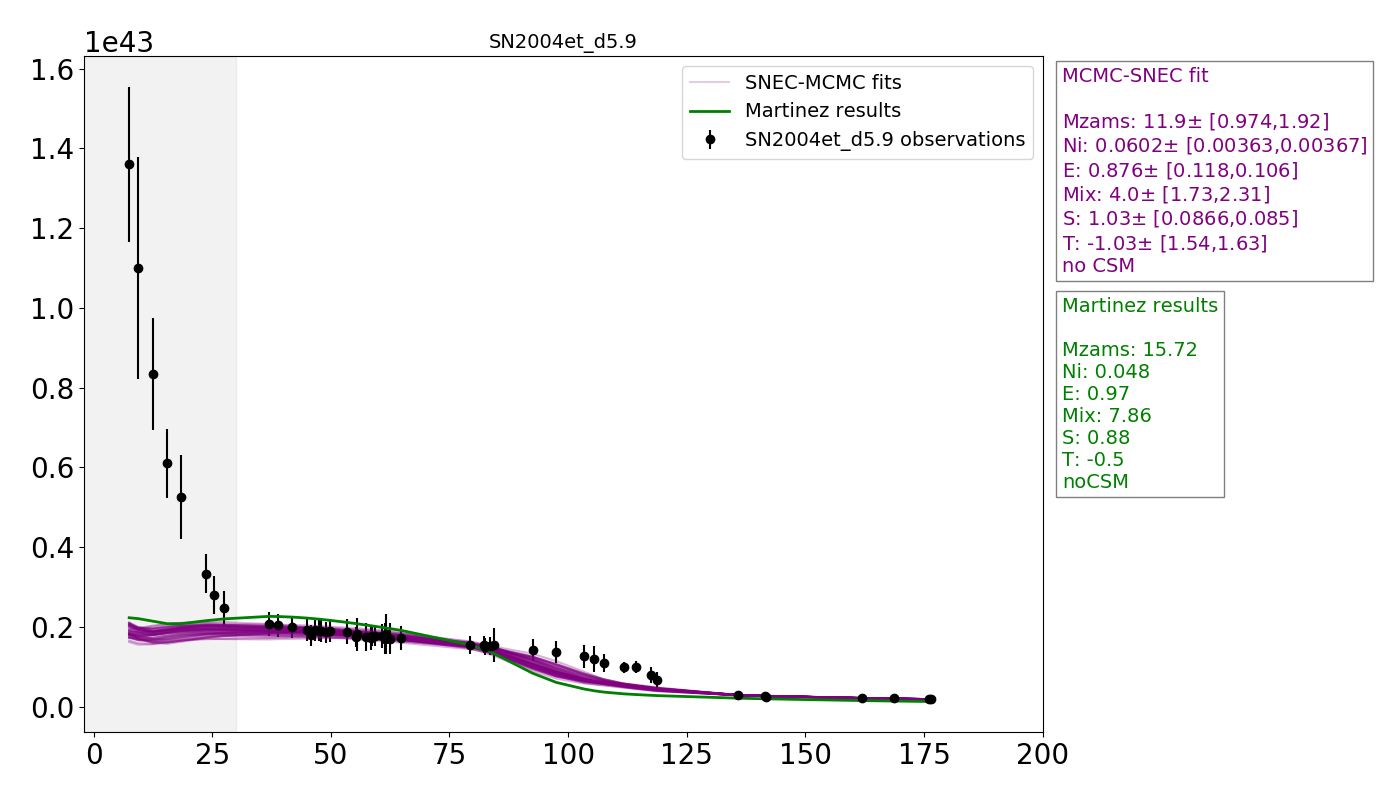 1e43
SN2004et_d5.9
1.6
1.4
1.2
1.0
0.8
0.6
0.4
0.2
0.0
0
25
50
75
100
125
150
175
200
SNEC-MCMC fits
Martinez results
SN2004et_d5.9 observations
MCMC-SNEC fit
Mzams: 11.9± [0.974,1.92]
Ni: 0.0602± [0.00363,0.00367]
E: 0.876± [0.118,0.106]
Mix: 4.0± [1.73,2.31]
S: 1.03± [0.0866,0.085]
T: -1.03± [1.54,1.63]
no CSM
Martinez results
Mzams: 15.72
Ni: 0.048
E: 0.97
Mix: 7.86
S: 0.88
T: -0.5
noCSM